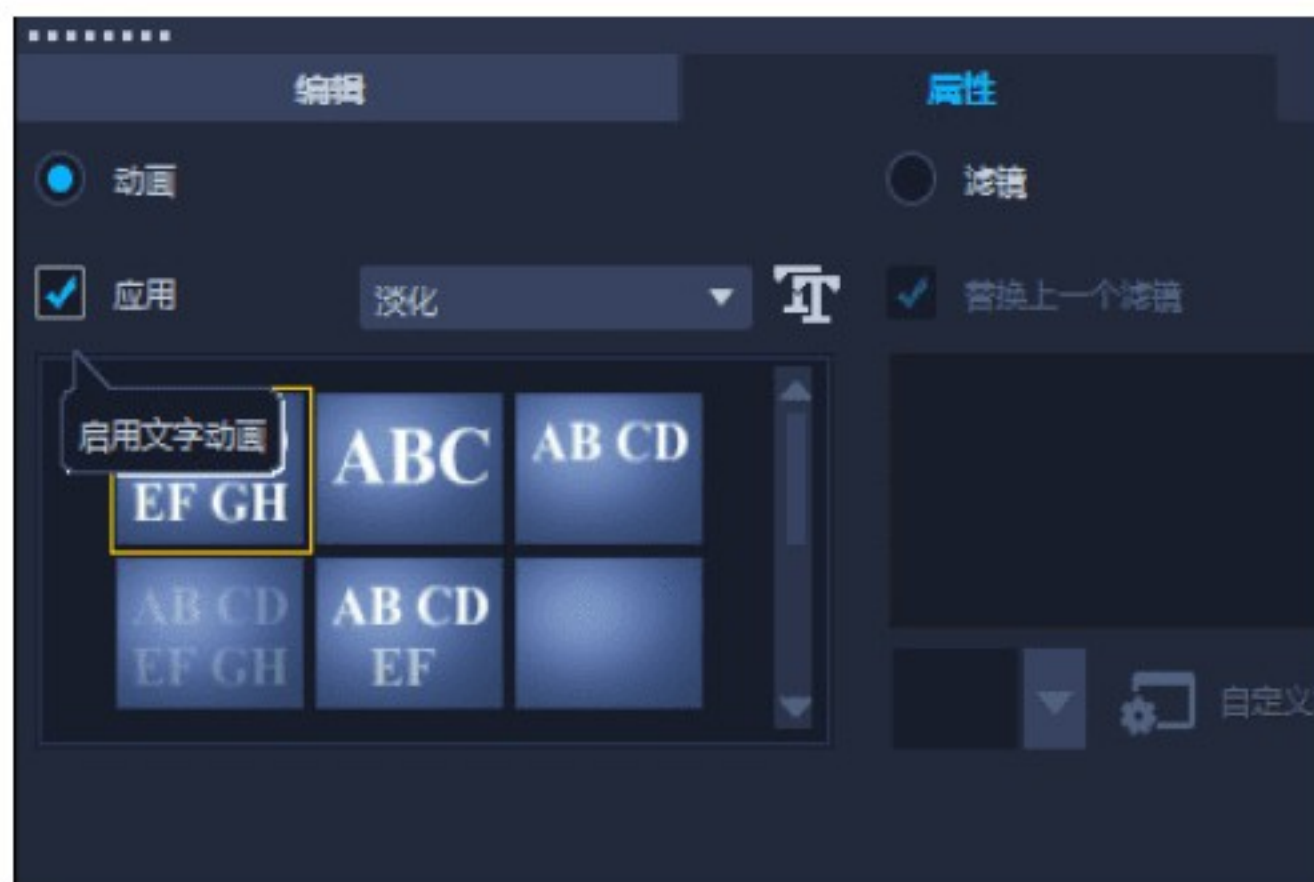 编辑
属性
动画
滤镜
应用
淡化
替换上一个滤镜
启用文字动画
EF GH
ABC
AB CD
AB CD
EF GH
AB CD
EF
自定义